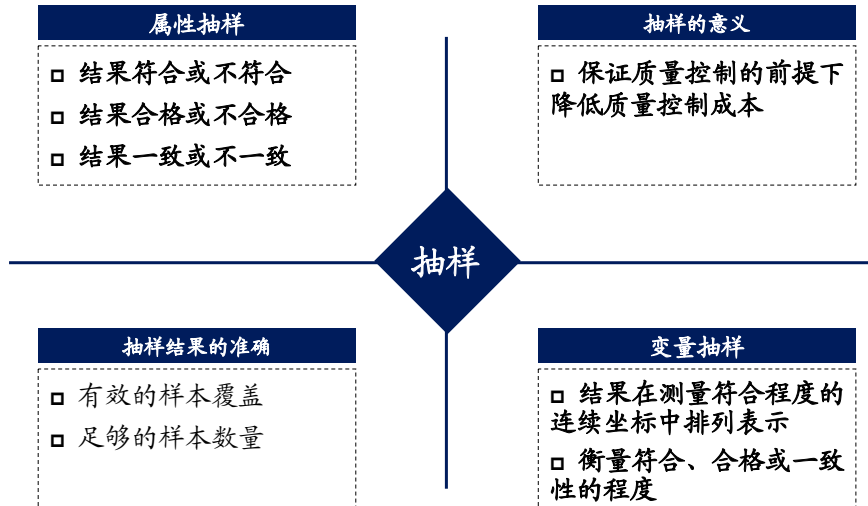 属性抽样
□ 结果符合或不符合
□ 结果合格或不合格
□ 结果一致或不一致
抽样的意义
□ 保证质量控制的前提下
降低质量控制成本
抽样
抽样结果的准确
□ 有效的样本覆盖
□ 足够的样本数量
变量抽样
□ 结果在测量符合程度的
连续坐标中排列表示
□ 衡量符合、合格或一致
性的程度